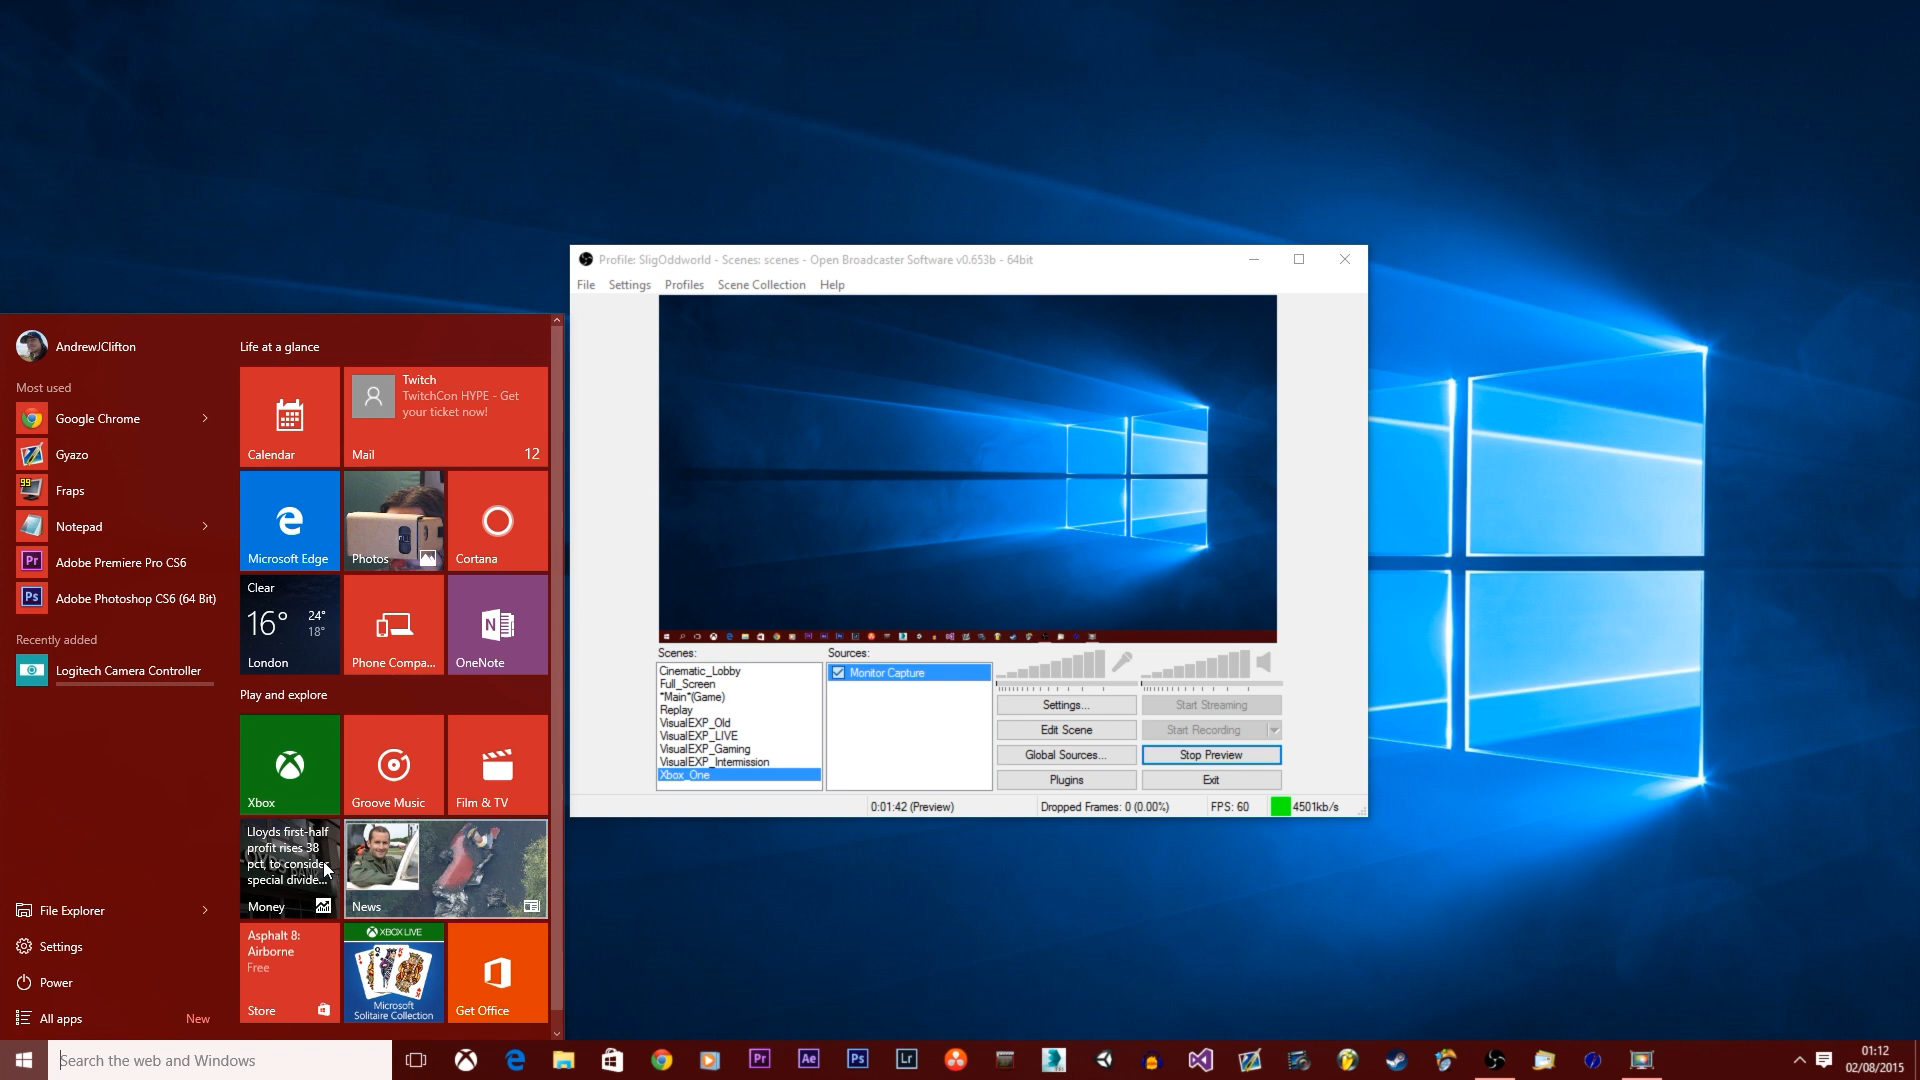 Profile: SligOddworld - Scenes: scenes - Open Broadcaster Software v0.653b - 64bit
File Settings Profiles Scene Collection Help
Scenes:
Cinematic_Lobby
Full_Screen
*Main*(Game)
Replay
VisualEXP_Old
VisualEXP_LIVE
VisualEXP_Gaming
VisualEXP_Intermission
Xbox_One
Sources:
Monitor Capture
Settings...
Start Streaming
Edit Scene
Start Recording
Global Sources...
Stop Preview
Plugins
Exit
0:01:42 (Preview)
Dropped Frames: 0 (0.00%)
FPS: 60
4501kb/s
AndrewJClifton
Most used
Google Chrome
Gyazo
99
Fraps
Notepad
Pr
Adobe Premiere Pro CS6
Ps
Adobe Photoshop CS6 (64 Bit)
Recently added
Logitech Camera Controller
File Explorer
Settings
Power
All apps
New
Life at a glance
Calendar
Twitch
TwitchCon HYPE - Get
your ticket now!
Mail
12
Microsoft Edge
Photos
Cortana
Clear
16°
24°
18°
London
Phone Compa...
OneNote
Play and explore
Xbox
Groove Music
Film & TV
Lloyds first-half
profit rises 38
pct, to consider
special divide...
Money
News
Asphalt 8:
Airborne
Free
Store
XBOX LIVE
Microsoft
Solitaire Collection
Get Office
Search the web and Windows
Pr
Ae
Ps
Lr
01:12
02/08/2015